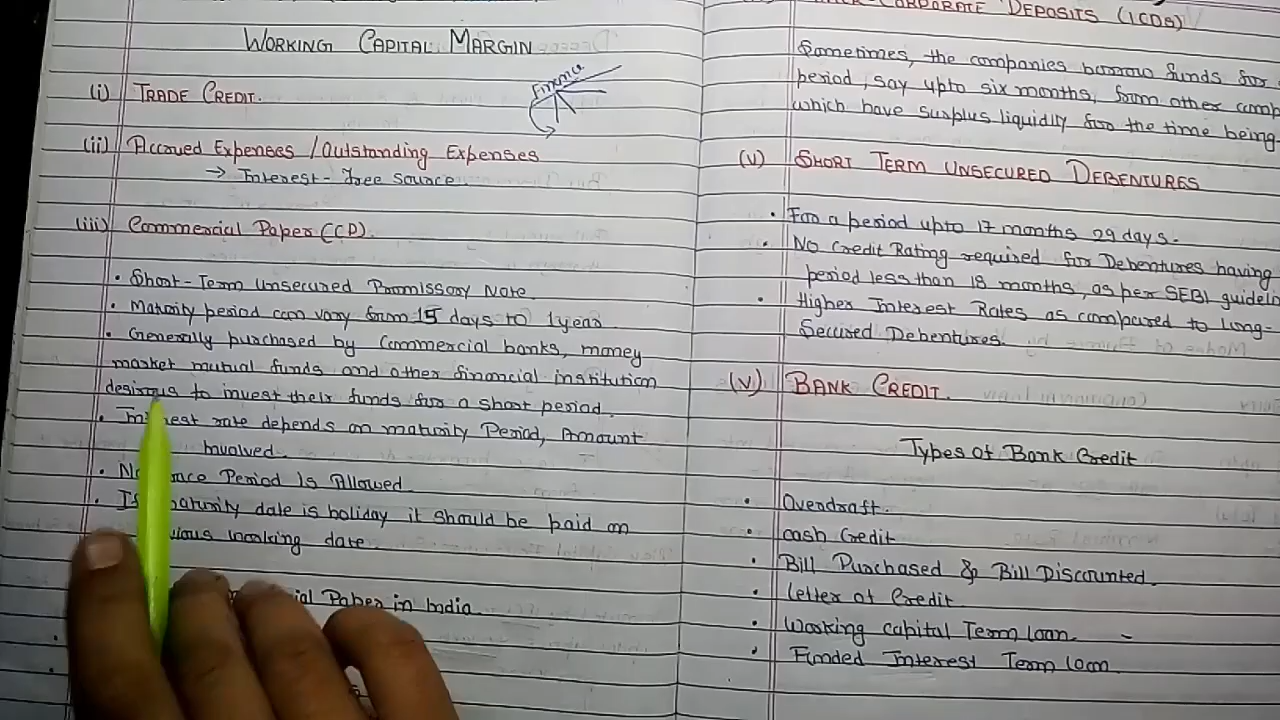 WORKING CAPITAL MARGIN
Finance
(i) TRADE CREDIT.
(ii) Accrued Expenses / Outstanding Expenses
→ Interest-free source
(iii) Commercial Paper (CP).
• Short-Term Unsecured Promissory Note.
• Maturity period can vary from 15 days to 1 year
• Generally purchased by Commercial banks, money
market mutual funds and other financial institution
desirous to invest their funds for a short period.
• rate depends on maturity Period, Amount
Involved.
• Period Is Allowed
• If maturity date is holiday it should be paid on
working date.
Paper in India
CORPORATE DEPOSITS (ICDs)
Sometimes, the companies borrow funds for
period, say upto six months, from other comp
which have surplus liquidity for the time being.
(V) SHORT TERM UNSECURED DEBENTURES
• For a period upto 17 months 29 days.
• No Credit Rating required for Debentures having
period less than 18 months, as per SEBI guidelin
• Higher Interest Rates as compared to long-
Secured Debentures.
(V) BANK CREDIT.
Types of Bank Credit
• Overdraft.
• Cash Credit
• Bill Purchased & Bill Discounted.
• Letter of Credit
• Working capital Term loan. -
• Funded Interest Term loan